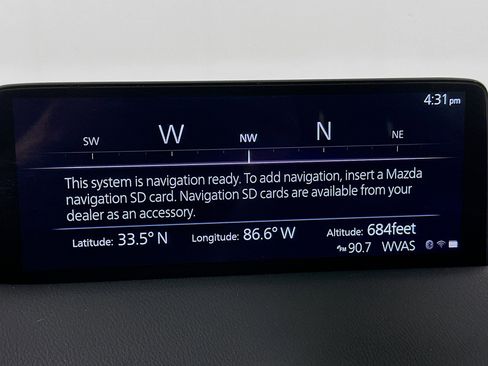 4:31pm
SW W NW N NE
This system is navigation ready. To add navigation, insert a Mazda
navigation SD card. Navigation SD cards are available from your
dealer as an accessory.
Latitude: 33.5° N Longitude: 86.6° W Altitude: 684feet
FM 90.7 WVAS